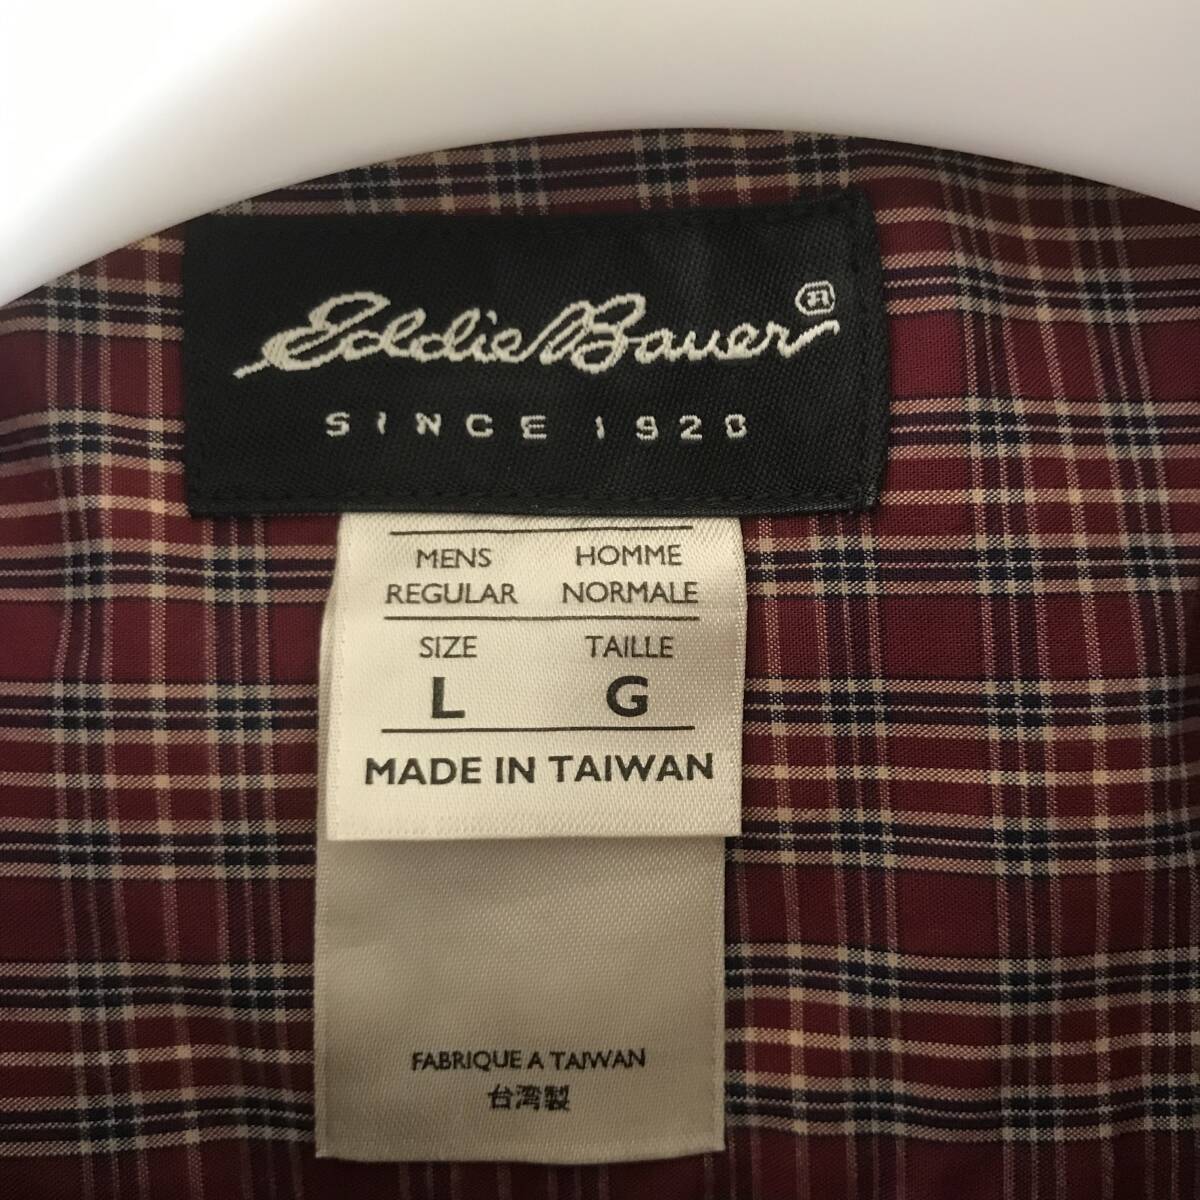 Eddie Bauer®
SINCE 1920
MENS HOMME
REGULAR NORMALE
SIZE TAILLE
L G
MADE IN TAIWAN
FABRIQUE A TAIWAN
台湾製